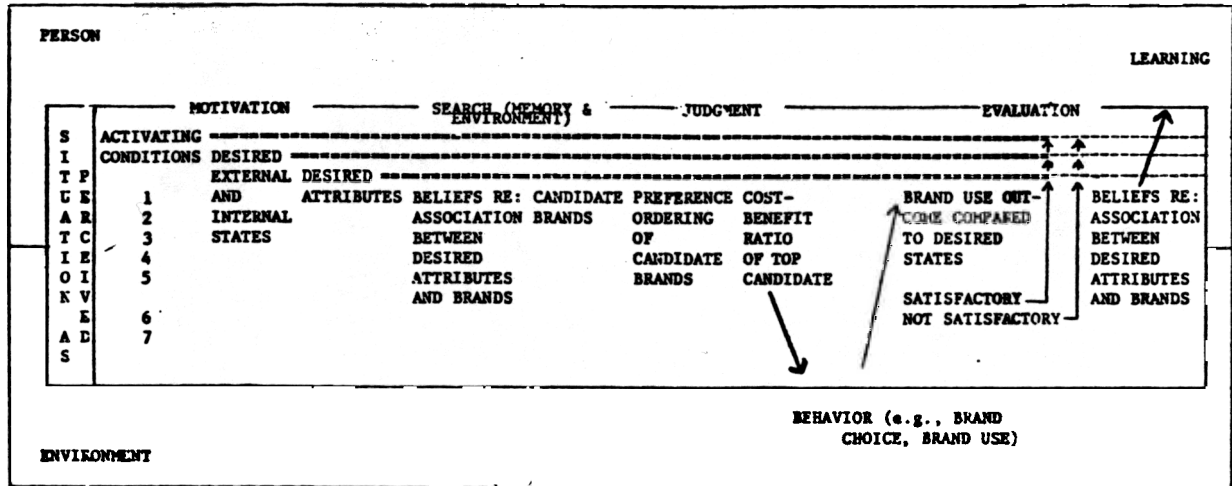 PERSON
LEARNING
MOTIVATION SEARCH (MEMORY & ENVIRONMENT) JUDGMENT EVALUATION
SITUATION AS
PERCEIVED
ACTIVATING
CONDITIONS
1
2
3
4
5
6
7
DESIRED
EXTERNAL
AND
INTERNAL
STATES
DESIRED
ATTRIBUTES
BELIEFS RE:
ASSOCIATION
BETWEEN
DESIRED
ATTRIBUTES
AND BRANDS
CANDIDATE
BRANDS
PREFERENCE
ORDERING
OF
CANDIDATE
BRANDS
COST-
BENEFIT
RATIO
OF TOP
CANDIDATE
BRAND USE OUT-
COME COMPARED
TO DESIRED
STATES
SATISFACTORY
NOT SATISFACTORY
BELIEFS RE:
ASSOCIATION
BETWEEN
DESIRED
ATTRIBUTES
AND BRANDS
BEHAVIOR (e.g., BRAND
CHOICE, BRAND USE)
ENVIRONMENT